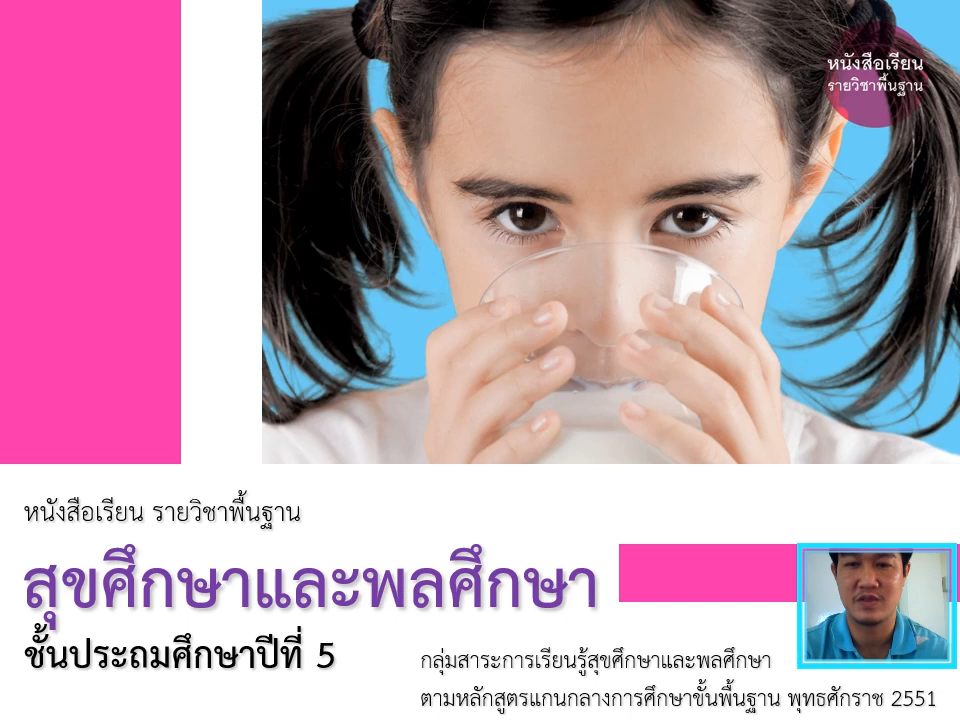 หนังสือเรียน
รายวิชาพื้นฐาน
หนังสือเรียน รายวิชาพื้นฐาน
สุขศึกษาและพลศึกษา
ชั้นประถมศึกษาปีที่ 5
กลุ่มสาระการเรียนรู้สุขศึกษาและพลศึกษา
ตามหลักสูตรแกนกลางการศึกษาขั้นพื้นฐาน พุทธศักราช 2551